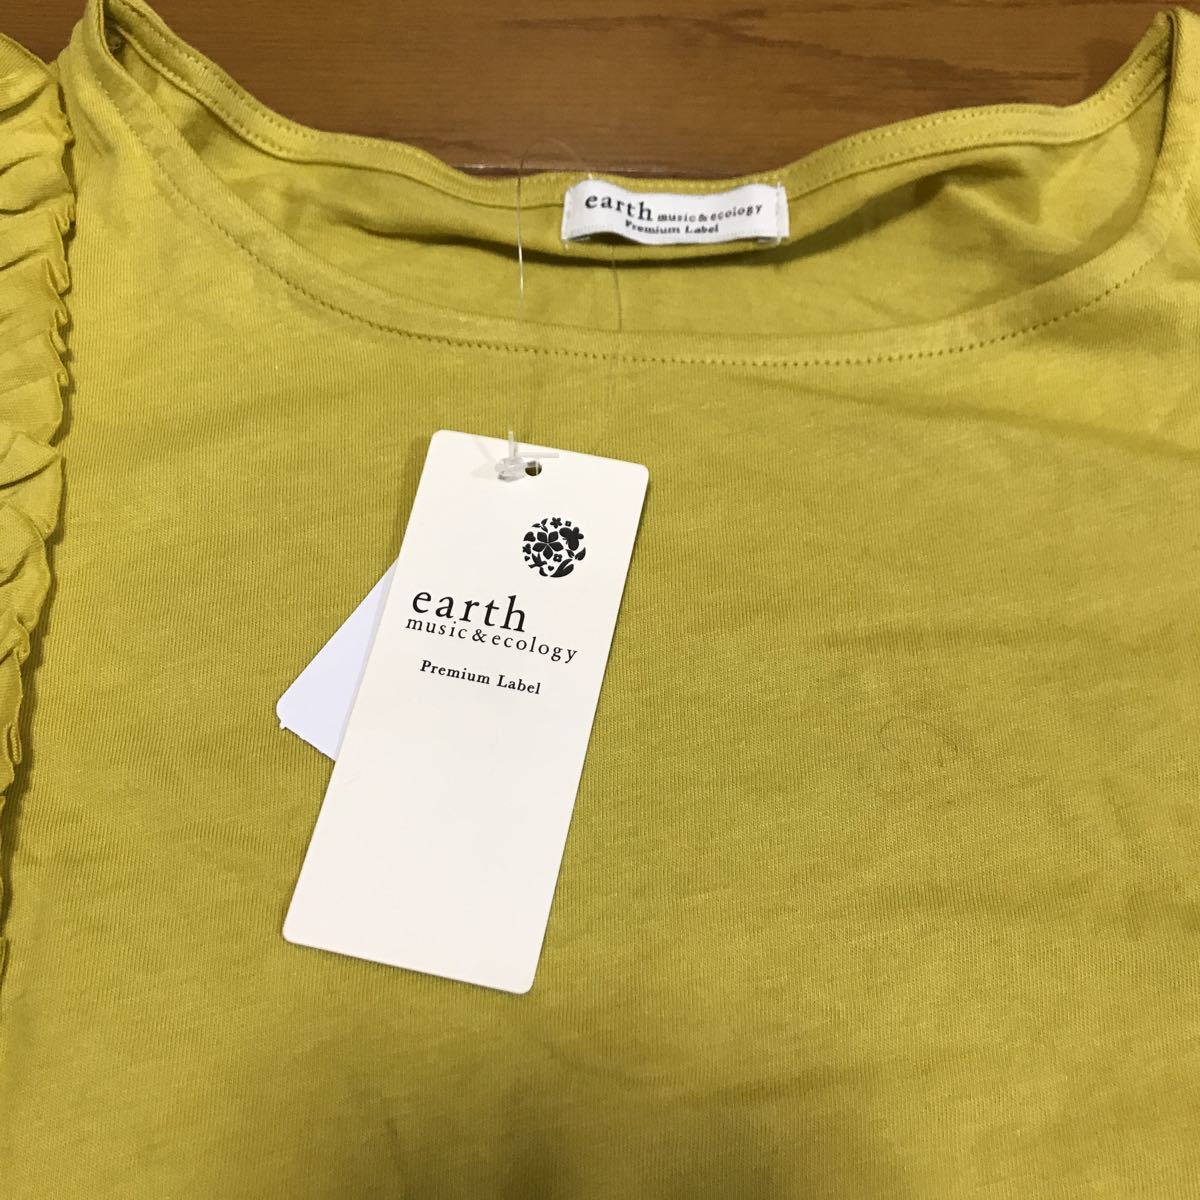 earth music & ecology
Premium Label
earth
music & ecology
Premium Label